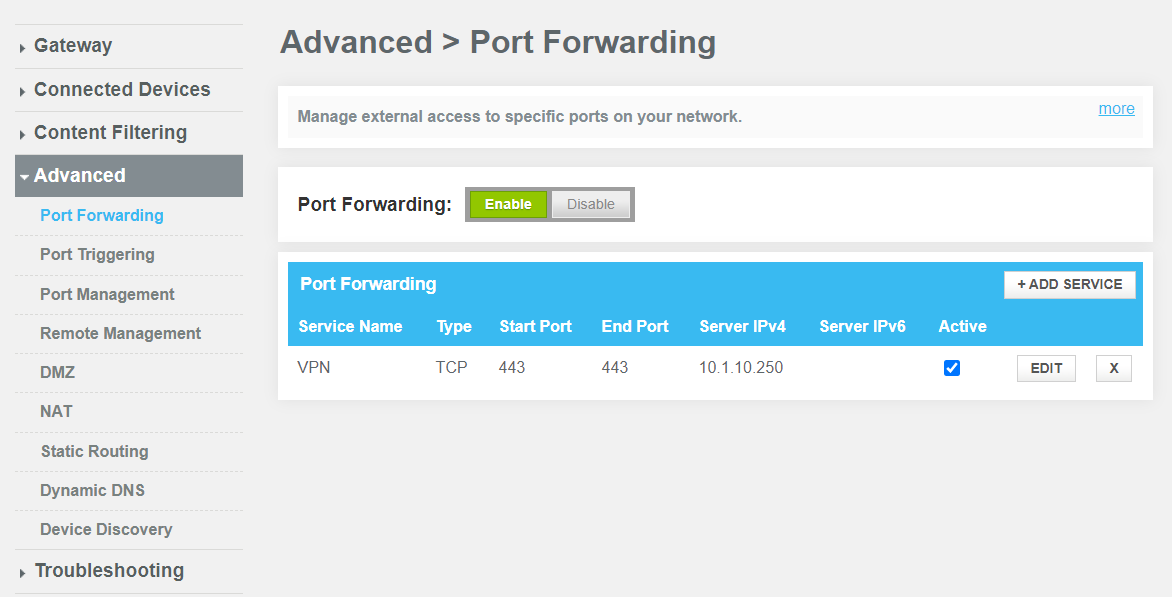 Gateway
Connected Devices
Content Filtering
Advanced
Port Forwarding
Port Triggering
Port Management
Remote Management
DMZ
NAT
Static Routing
Dynamic DNS
Device Discovery
Troubleshooting
Advanced > Port Forwarding
Manage external access to specific ports on your network. more
Port Forwarding: Enable Disable
Port Forwarding + ADD SERVICE
Service Name Type Start Port End Port Server IPv4 Server IPv6 Active
VPN TCP 443 443 10.1.10.250 EDIT X